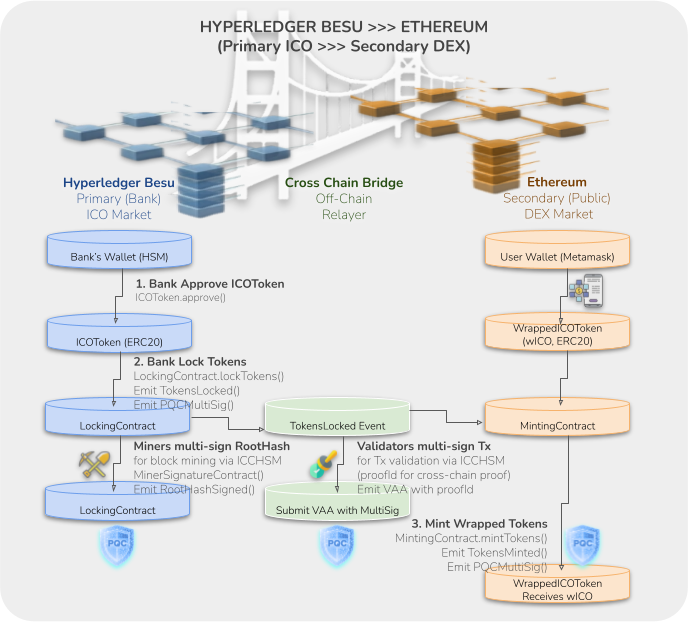 HYPERLEDGER BESU >>> ETHEREUM
(Primary ICO >>> Secondary DEX)
Hyperledger Besu
Primary (Bank)
ICO Market
Cross Chain Bridge
Off-Chain
Relayer
Ethereum
Secondary (Public)
DEX Market
Bank's Wallet (HSM)
User Wallet (Metamask)
1. Bank Approve ICOToken
ICOToken.approve()
ICOToken (ERC20)
WrappedICOToken
(wICO, ERC20)
2. Bank Lock Tokens
LockingContract.lockTokens()
Emit TokensLocked()
Emit PQCMultiSig()
LockingContract
TokensLocked Event
MintingContract
Miners multi-sign RootHash
for block mining via ICCHSM
MinerSignatureContract()
Emit RootHashSigned()
Validators multi-sign Tx
for Tx validation via ICCHSM
(proofId for cross-chain proof)
Emit VAA with proofId
LockingContract
Submit VAA with MultiSig
PQC
PQC
3. Mint Wrapped Tokens
MintingContract.mintTokens()
Emit TokensMinted()
Emit PQCMultiSig()
PQC
WrappedICOToken
Receives wICO